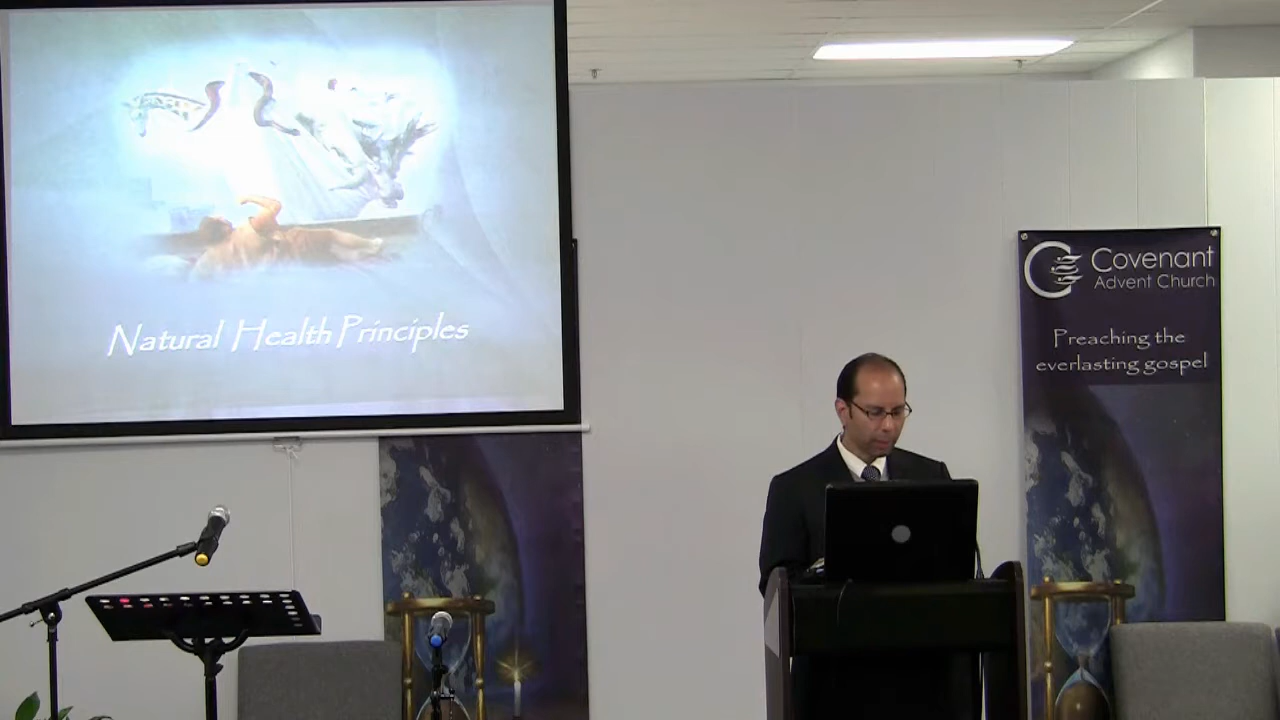 Natural Health Principles
Covenant
Advent Church
Preaching the
everlasting gospel